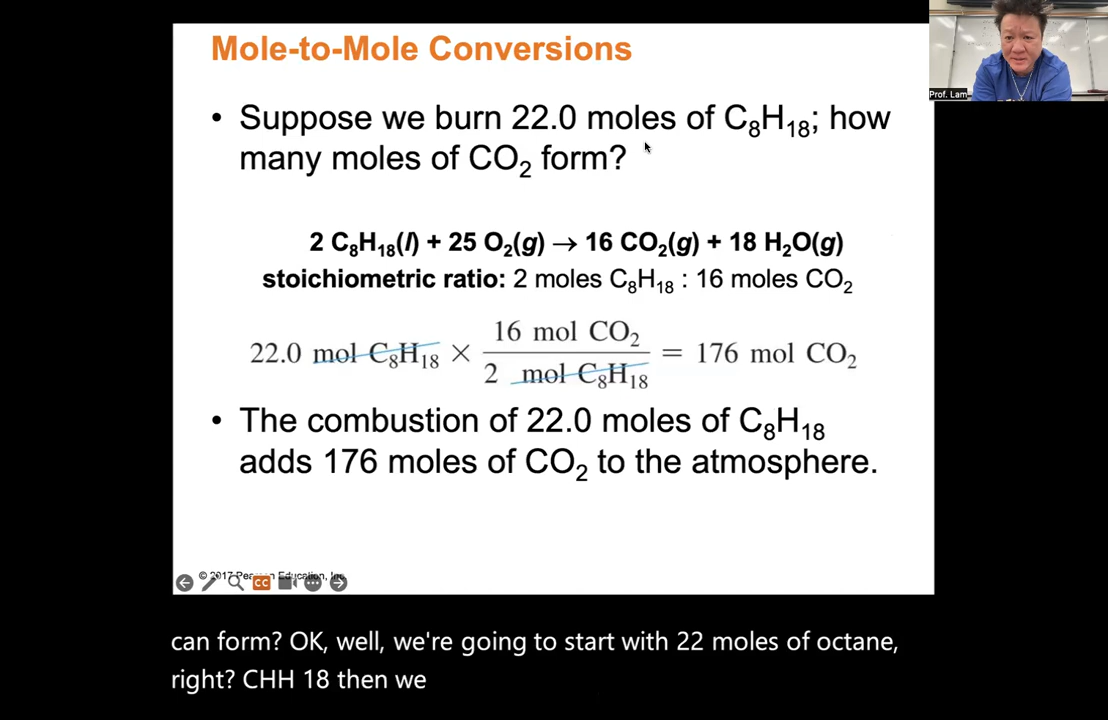 Mole-to-Mole Conversions
Prof. Lam
• Suppose we burn 22.0 moles of C₈H₁₈; how
many moles of CO₂ form?
2 C₈H₁₈(l) + 25 O₂(g) → 16 CO₂(g) + 18 H₂O(g)
stoichiometric ratio: 2 moles C₈H₁₈ : 16 moles CO₂
22.0 mol C₈H₁₈ × 16 mol CO₂ / 2 mol C₈H₁₈ = 176 mol CO₂
• The combustion of 22.0 moles of C₈H₁₈
adds 176 moles of CO₂ to the atmosphere.
© 2017 Pearson Education, Inc.
CC
can form? OK, well, we're going to start with 22 moles of octane,
right? CHH 18 then we